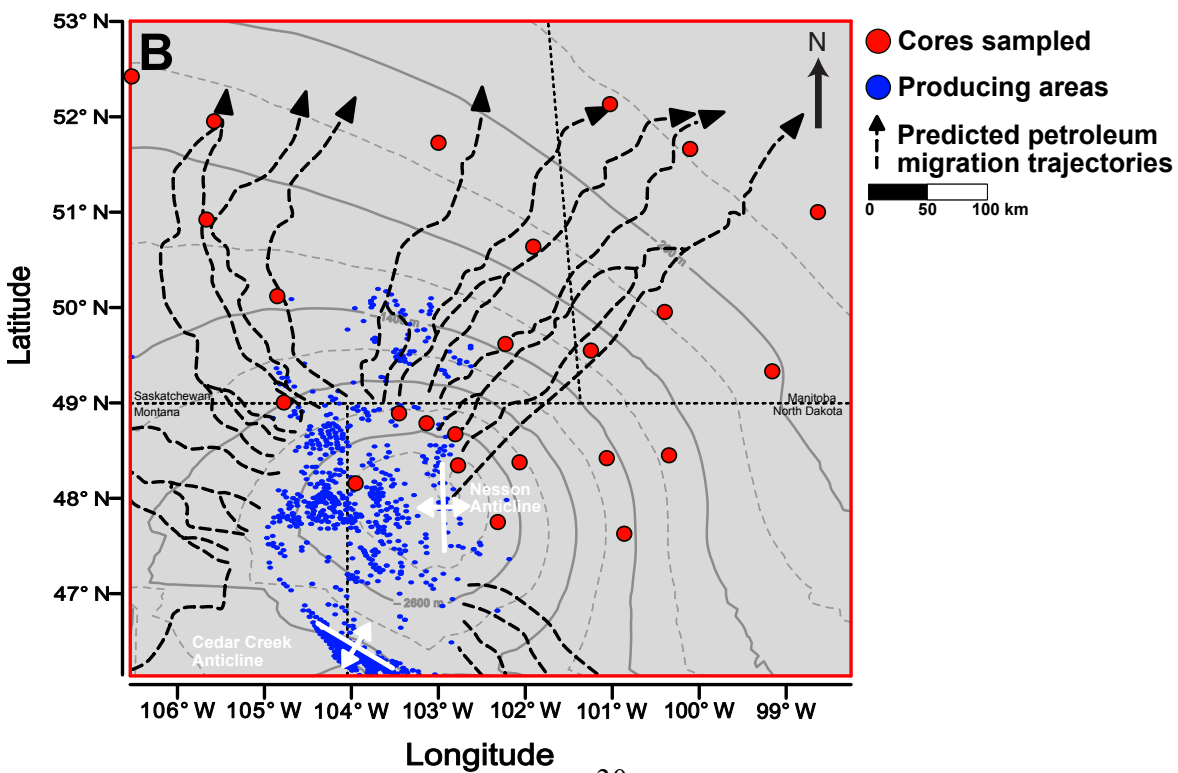 53° N
52° N
51° N
50° N
49° N
48° N
47° N
Latitude
B
N
Saskatchewan
Montana
Manitoba
North Dakota
1400 m
2600 m
Nesson
Anticline
Cedar Creek
Anticline
106° W
105° W
104° W
103° W
102° W
101° W
100° W
99° W
Longitude
Cores sampled
Producing areas
Predicted petroleum
migration trajectories
0
50
100 km